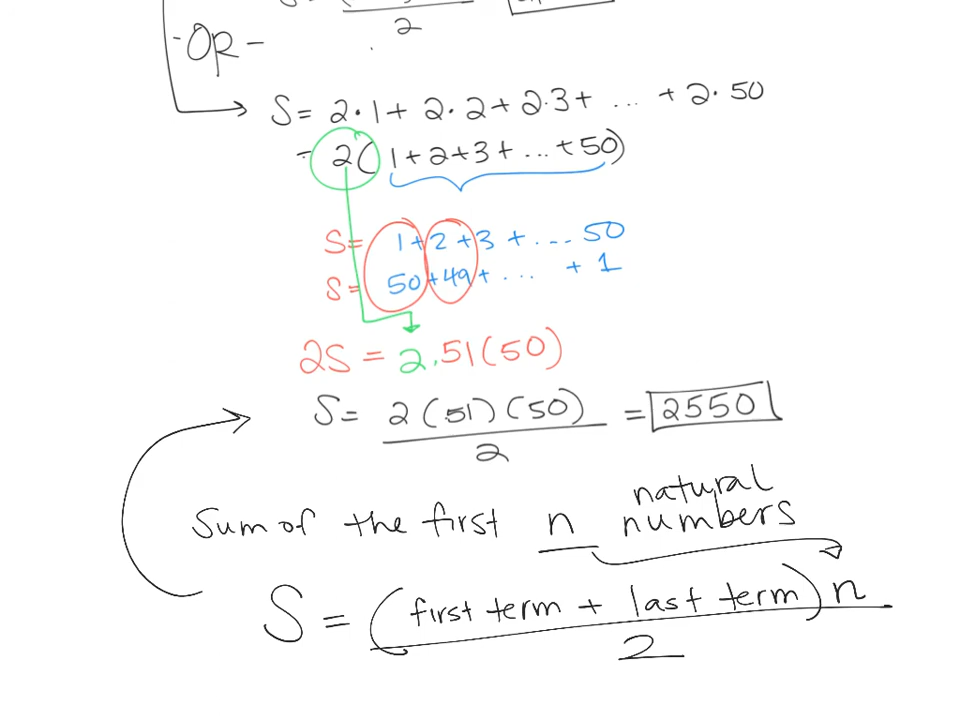 2
-OR-
S= 2·1+ 2·2+ 2·3+ ... + 2·50
= 2(1+2+3+...+50)
S= 1+2+3+... 50
S= 50+49+... +1
2S = 2·51(50)
S= 2(51)(50) = 2550
2
Sum of the first n natural numbers
S = (first term + last term)n
2